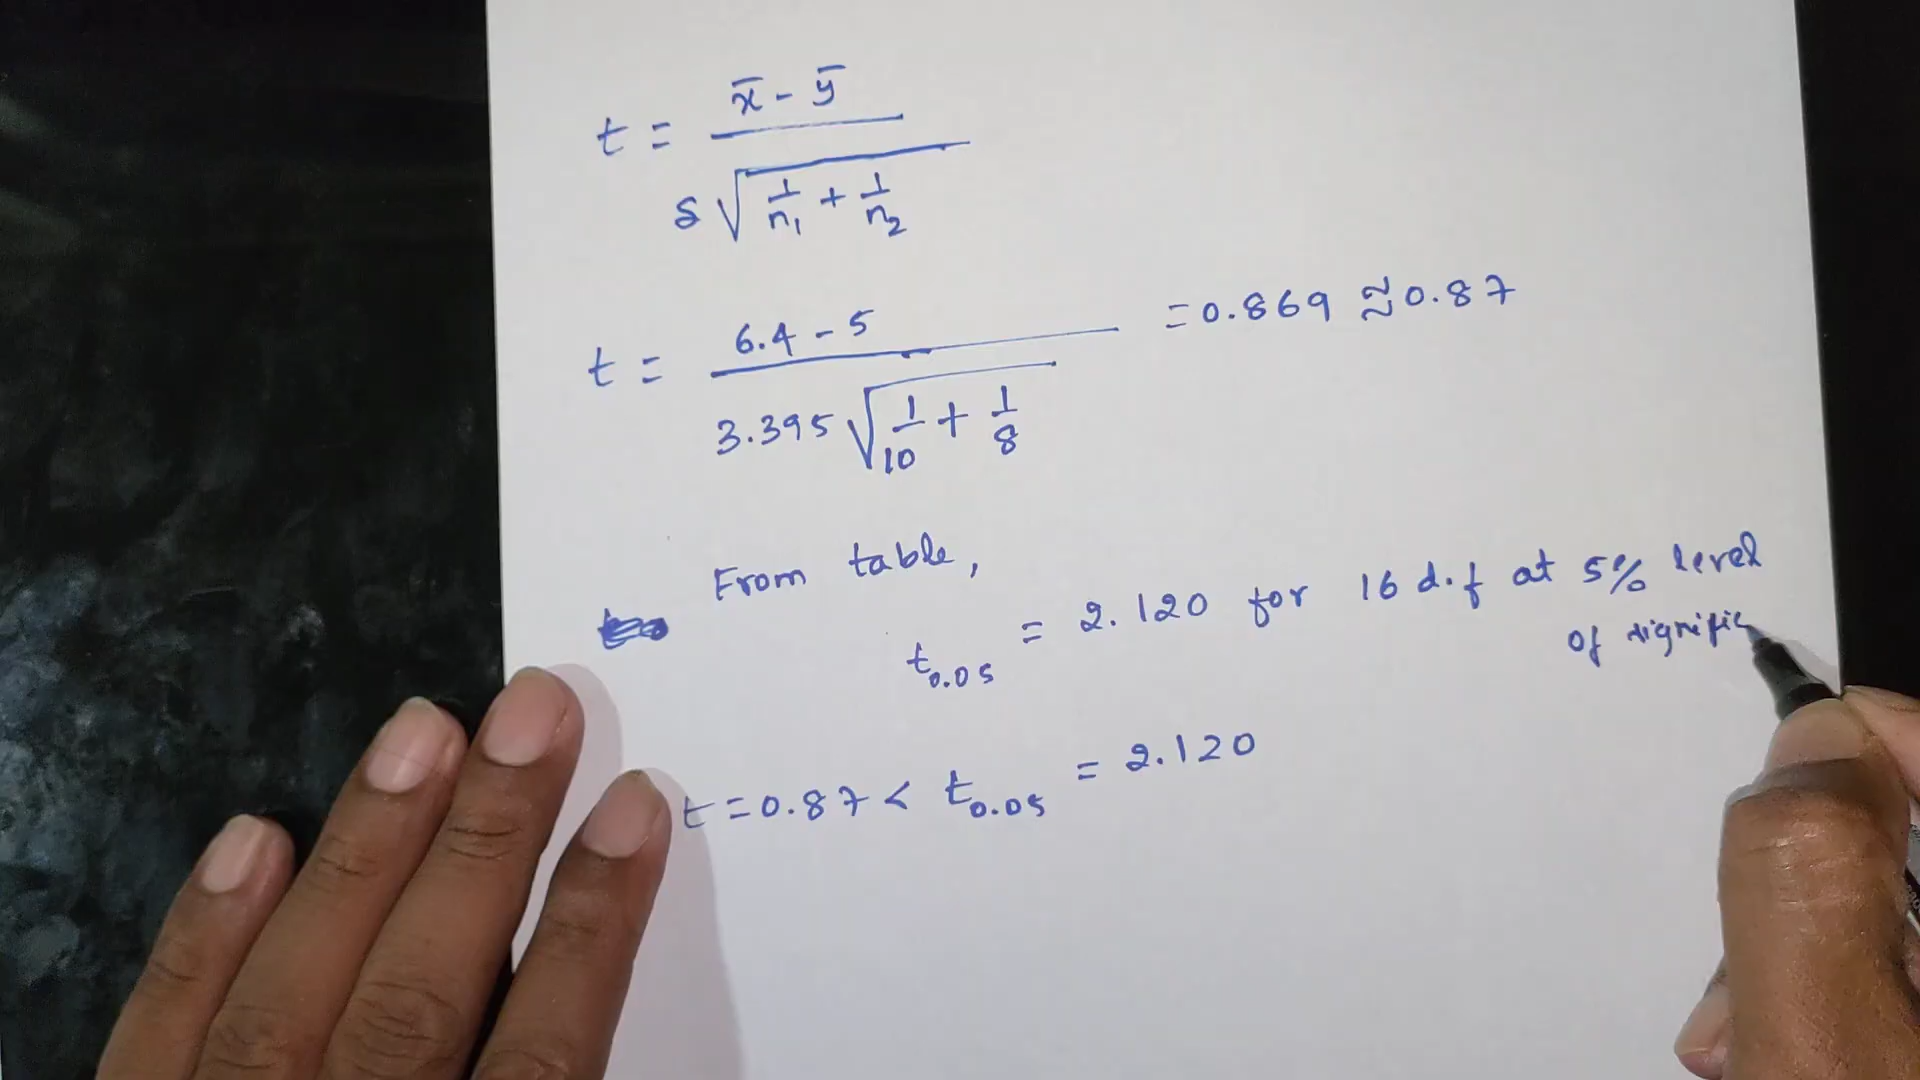 t = x̄ - ȳ / s √ 1/n₁ + 1/n₂
t = 6.4 - 5 / 3.395 √ 1/10 + 1/8 = 0.869 ≈ 0.87
From table,
t₀.₀₅ = 2.120 for 16 d.f at 5% level
of signific
t = 0.87 < t₀.₀₅ = 2.120